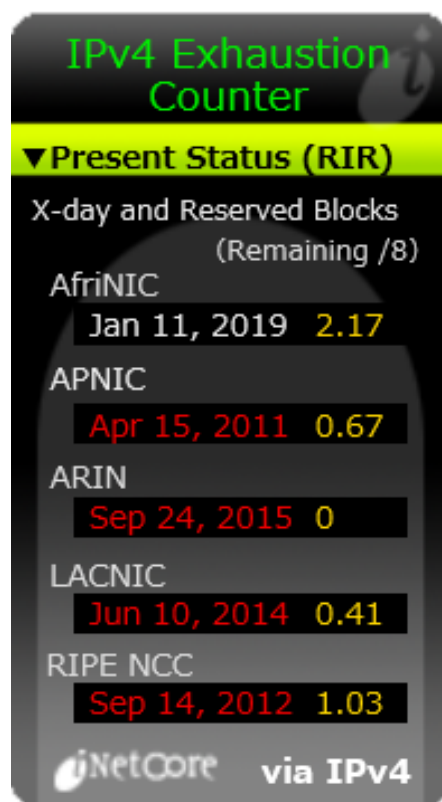 IPv4 Exhaustion
Counter
▼Present Status (RIR)
X-day and Reserved Blocks
(Remaining /8)
AfriNIC
Jan 11, 2019 2.17
APNIC
Apr 15, 2011 0.67
ARIN
Sep 24, 2015 0
LACNIC
Jun 10, 2014 0.41
RIPE NCC
Sep 14, 2012 1.03
iNetCore via IPv4